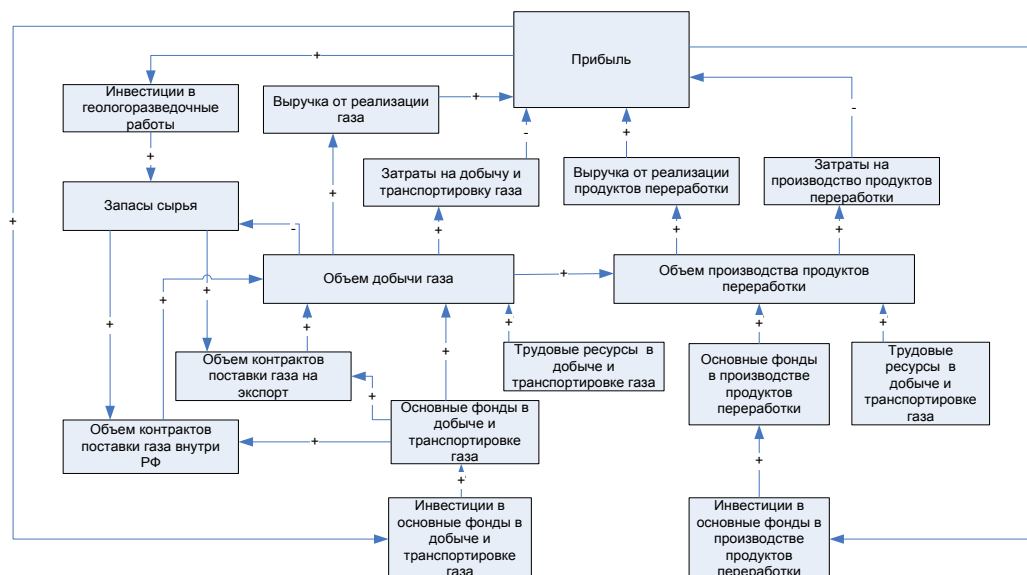 Прибыль
+
+
Инвестиции в
геологоразведочные
работы
Выручка от реализации
газа
+
-
+
-
+
+
+
Затраты на добычу и
транспортировку газа
Выручка от реализации
продуктов переработки
Затраты на
производство продуктов
переработки
Запасы сырья
+
-
+
+
+
Объем добычи газа
+
Объем производства продуктов
переработки
+
+
+
+
+
+
+
Объем контрактов
поставки газа на
экспорт
Трудовые ресурсы  в
добыче и
транспортировке газа
Основные фонды
в производстве
продуктов
переработки
Трудовые
ресурсы  в
добыче и
транспортировке
газа
+
+
Объем контрактов
поставки газа внутри
РФ
+
Основные фонды в
добыче и
транспортировке
газа
+
+
Инвестиции в
основные фонды в
добыче и
транспортировке
газа
Инвестиции в
основные фонды в
производстве
продуктов
переработки